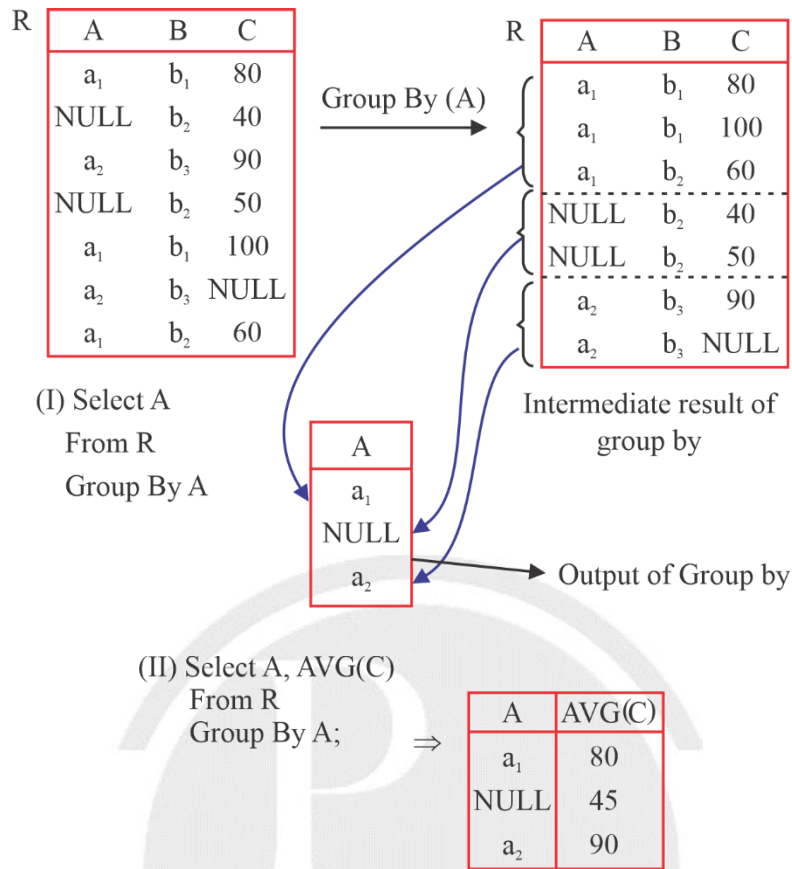 R
A B C
a₁ b₁ 80
NULL b₂ 40
a₂ b₃ 90
NULL b₂ 50
a₁ b₁ 100
a₂ b₃ NULL
a₁ b₂ 60
Group By (A)
R
A B C
a₁ b₁ 80
a₁ b₁ 100
a₁ b₂ 60
NULL b₂ 40
NULL b₂ 50
a₂ b₃ 90
a₂ b₃ NULL
Intermediate result of
group by
(I) Select A
From R
Group By A
A
a₁
NULL
a₂
Output of Group by
(II) Select A, AVG(C)
From R
Group By A;
⇒
A AVG(C)
a₁ 80
NULL 45
a₂ 90